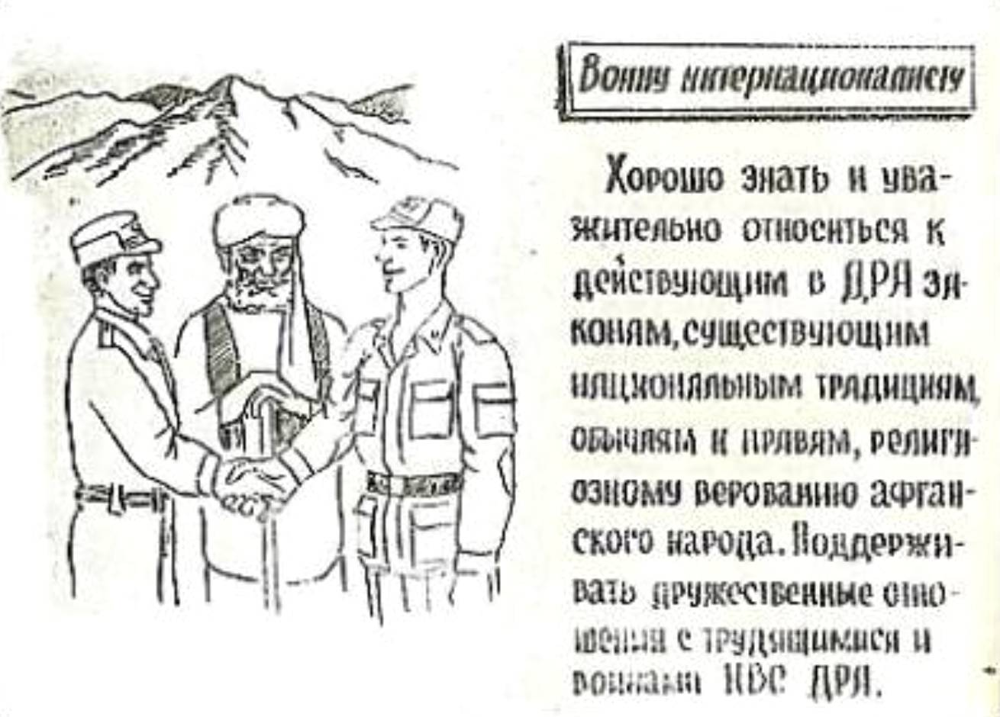 Воину интернационалисту
Хорошо знать и ува-
жительно относиться к
действующим в ДРА за-
конам, существующим
национальным традициям,
обычаям и нравам, религи-
озному верованию афган-
ского народа. Поддержи-
вать дружественные отно-
шения с трудящимися и
воинами НВС ДРА.